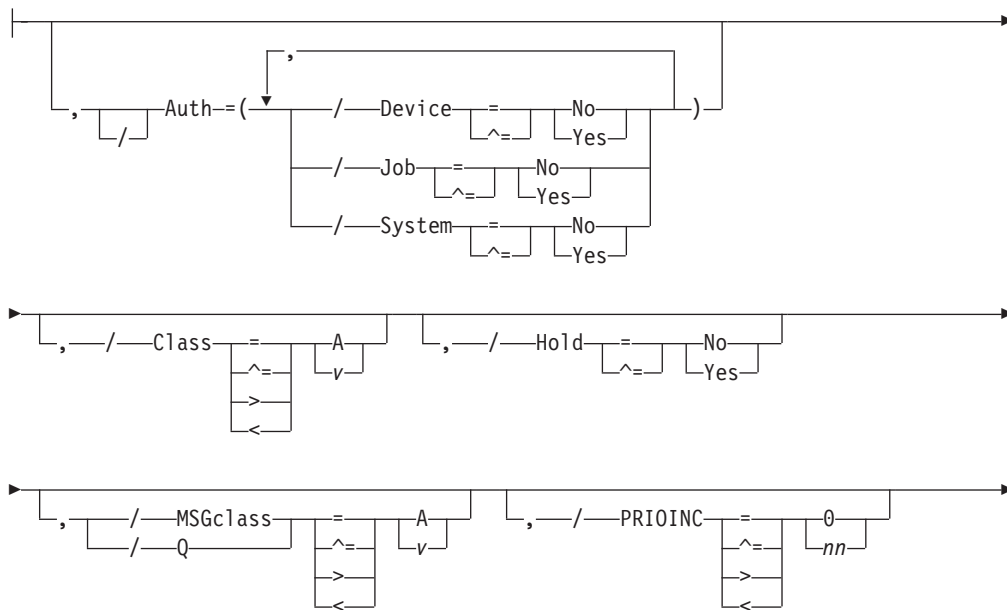 ,
, / Auth =( / Device = No )
^= Yes
/ Job = No
^= Yes
/ System = No
^= Yes
, / Class = A , / Hold = No
^= v ^= Yes
>
<
, / MSGclass = A , / PRIOINC = 0
/ Q ^= v ^= nn
> >
< <